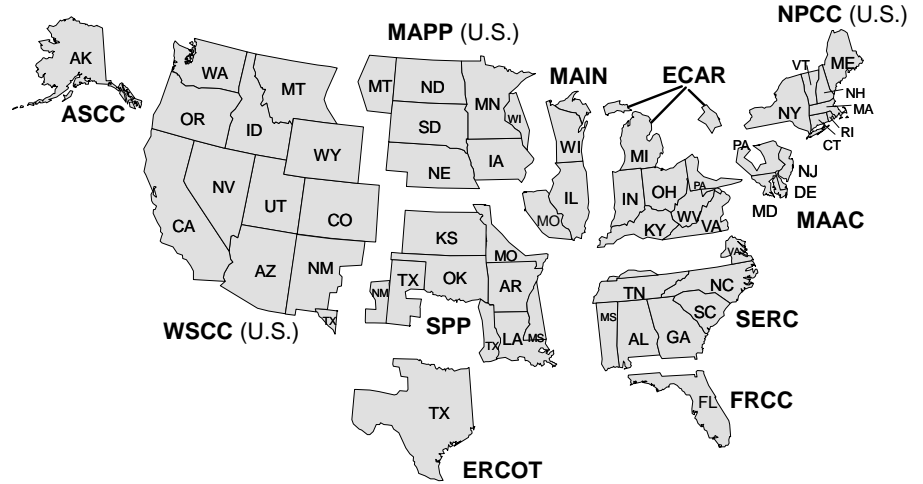 NPCC (U.S.)
MAPP (U.S.)
AK
ASCC
WA
MT
OR
ID
WY
NV
UT
CO
CA
AZ
NM
TX
WSCC (U.S.)
MT
ND
MN
WI
SD
IA
NE
MAIN
WI
IL
MO
ECAR
MI
IN
OH
PA
WV
KY
VA
VT
ME
NH
NY
MA
RI
CT
PA
NJ
DE
MD
MAAC
KS
MO
NM
TX
OK
AR
TX
LA
MS
SPP
VA
TN
NC
SC
MS
AL
GA
SERC
FL
FRCC
TX
ERCOT